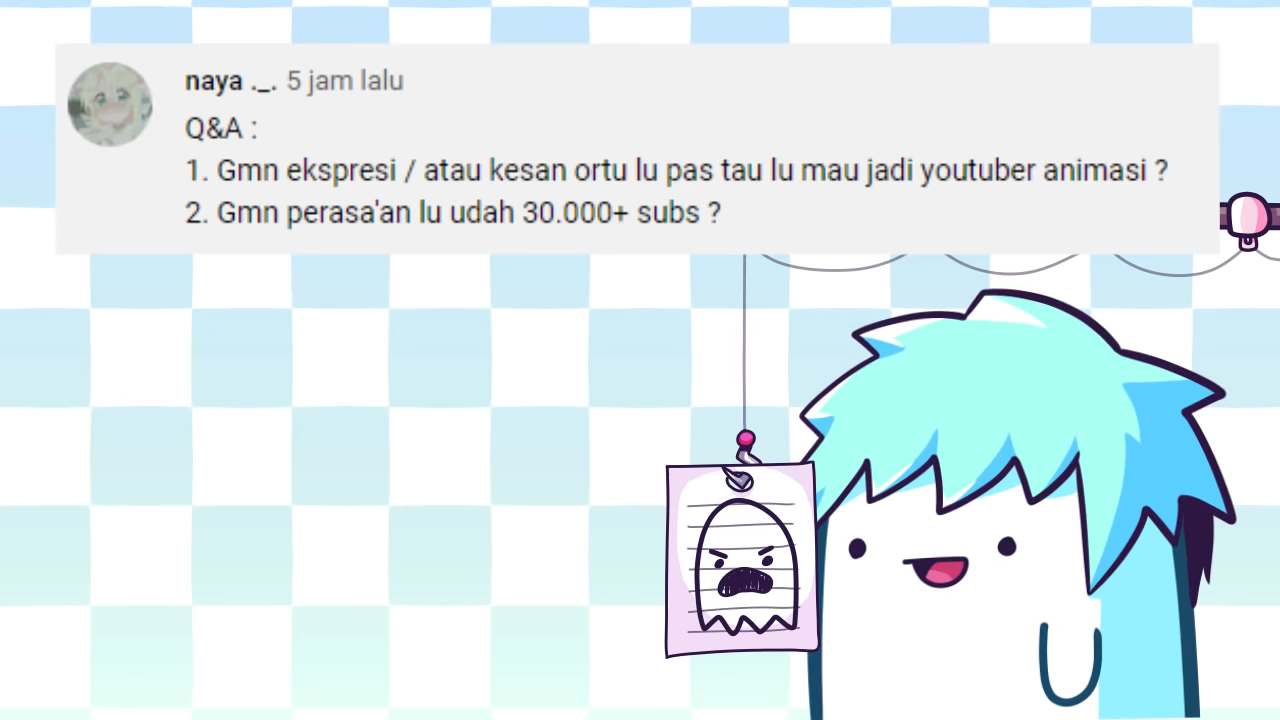 naya ._. 5 jam lalu
Q&A :
1. Gmn ekspresi / atau kesan ortu lu pas tau lu mau jadi youtuber animasi ?
2. Gmn perasa'an lu udah 30.000+ subs ?